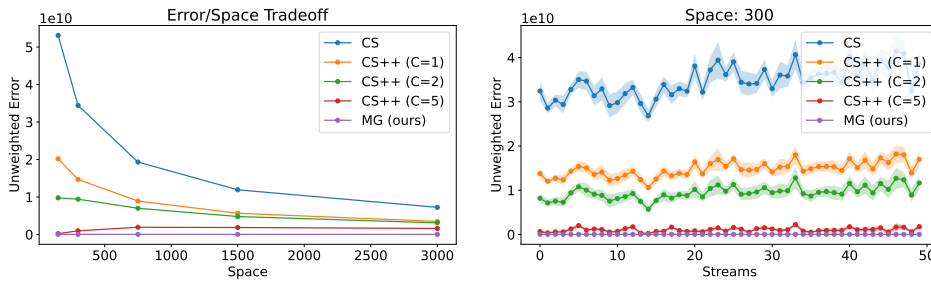 Error/Space Tradeoff
1e10
Unweighted Error
5
4
3
2
1
0
500
1000
1500
2000
2500
3000
Space
CS
CS++ (C=1)
CS++ (C=2)
CS++ (C=5)
MG (ours)
Space: 300
1e10
Unweighted Error
4
3
2
1
0
0
10
20
30
40
50
Streams
CS
CS++ (C=1)
CS++ (C=2)
CS++ (C=5)
MG (ours)